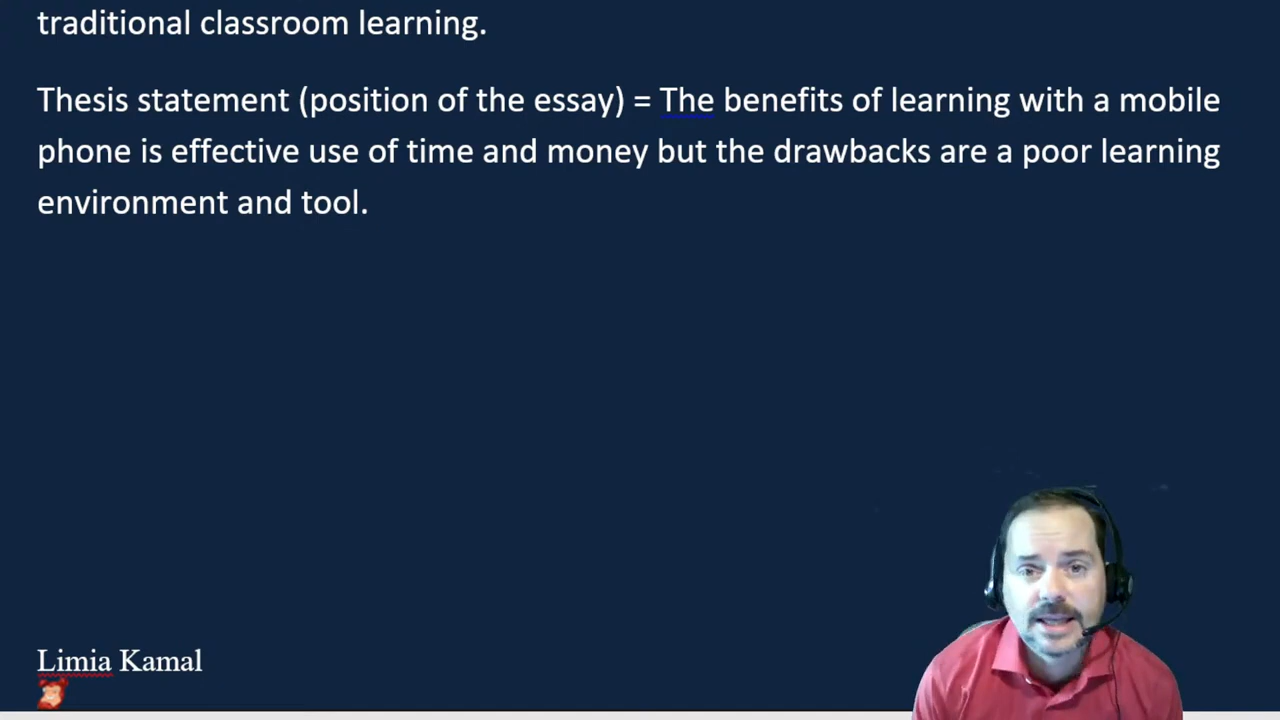 traditional classroom learning.
Thesis statement (position of the essay) = The benefits of learning with a mobile
phone is effective use of time and money but the drawbacks are a poor learning
environment and tool.
Limia Kamal